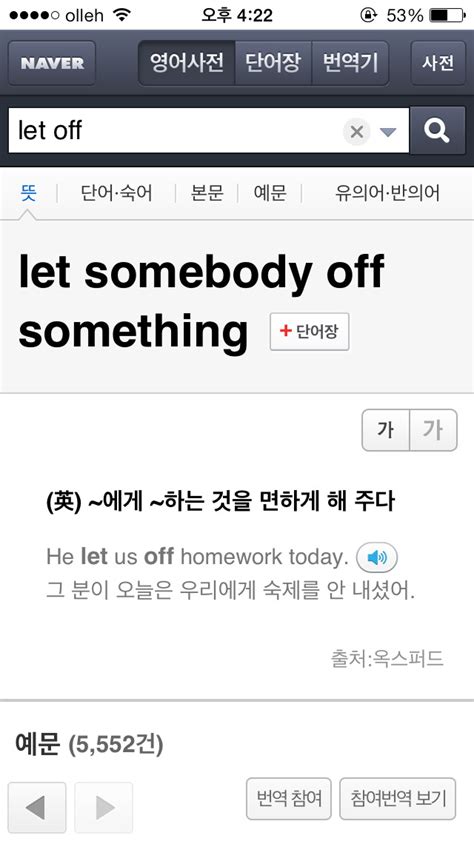 olleh 오후 4:22 53%
NAVER 영어사전 단어장 번역기 사전
let off
뜻 단어·숙어 본문 예문 유의어·반의어
let somebody off
something +단어장
가 가
(英) ~에게 ~하는 것을 면하게 해 주다
He let us off homework today.
그 분이 오늘은 우리에게 숙제를 안 내셨어.
출처:옥스퍼드
예문 (5,552건)
번역 참여 참여번역 보기